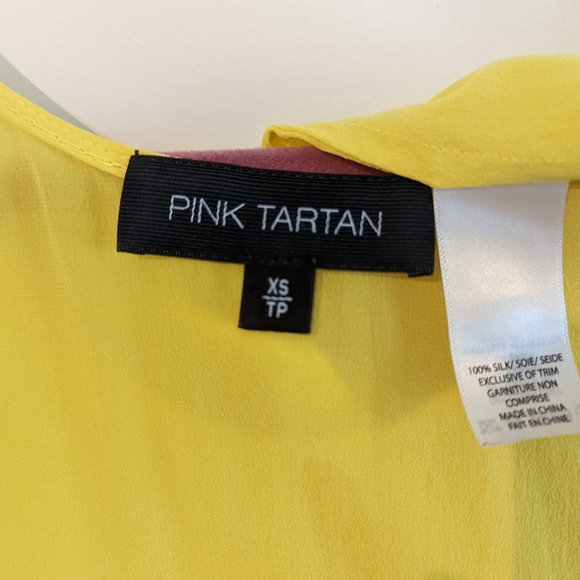 PINK TARTAN
XS
TP
100% SILK/ SOIE/ SEIDE
EXCLUSIVE OF TRIM
GARNITURE NON
COMPRISE
MADE IN CHINA
FAIT EN CHINE